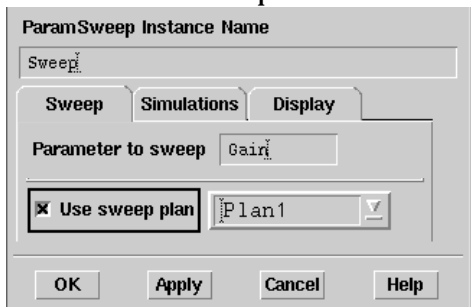 ParamSweep Instance Name
Sweep
Sweep Simulations Display
Parameter to sweep Gain
Use sweep plan Plan1
OK Apply Cancel Help